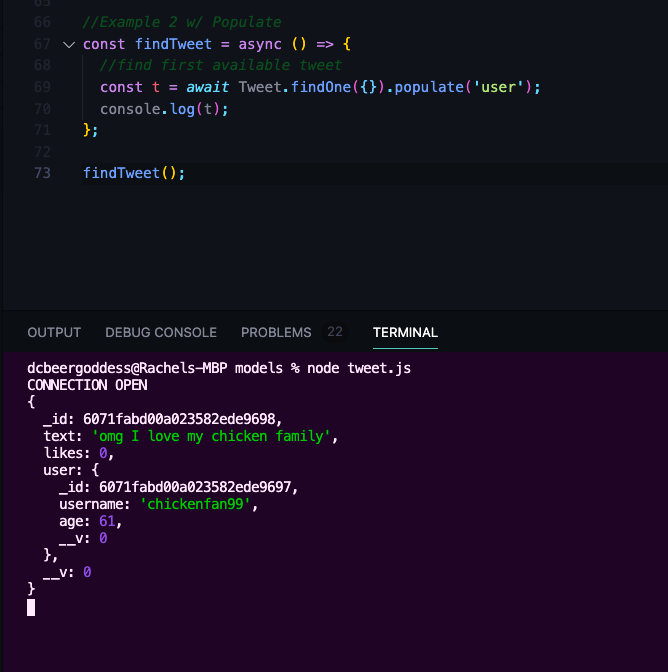 65
66 //Example 2 w/ Populate
67 const findTweet = async () => {
68 //find first available tweet
69 const t = await Tweet.findOne({}).populate('user');
70 console.log(t);
71 };
72
73 findTweet();
OUTPUT DEBUG CONSOLE PROBLEMS 22 TERMINAL
dcbeergoddess@Rachels-MBP models % node tweet.js
CONNECTION OPEN
{
  _id: 6071fabd00a023582ede9698,
  text: 'omg I love my chicken family',
  likes: 0,
  user: {
    _id: 6071fabd00a023582ede9697,
    username: 'chickenfan99',
    age: 61,
    __v: 0
  },
  __v: 0
}